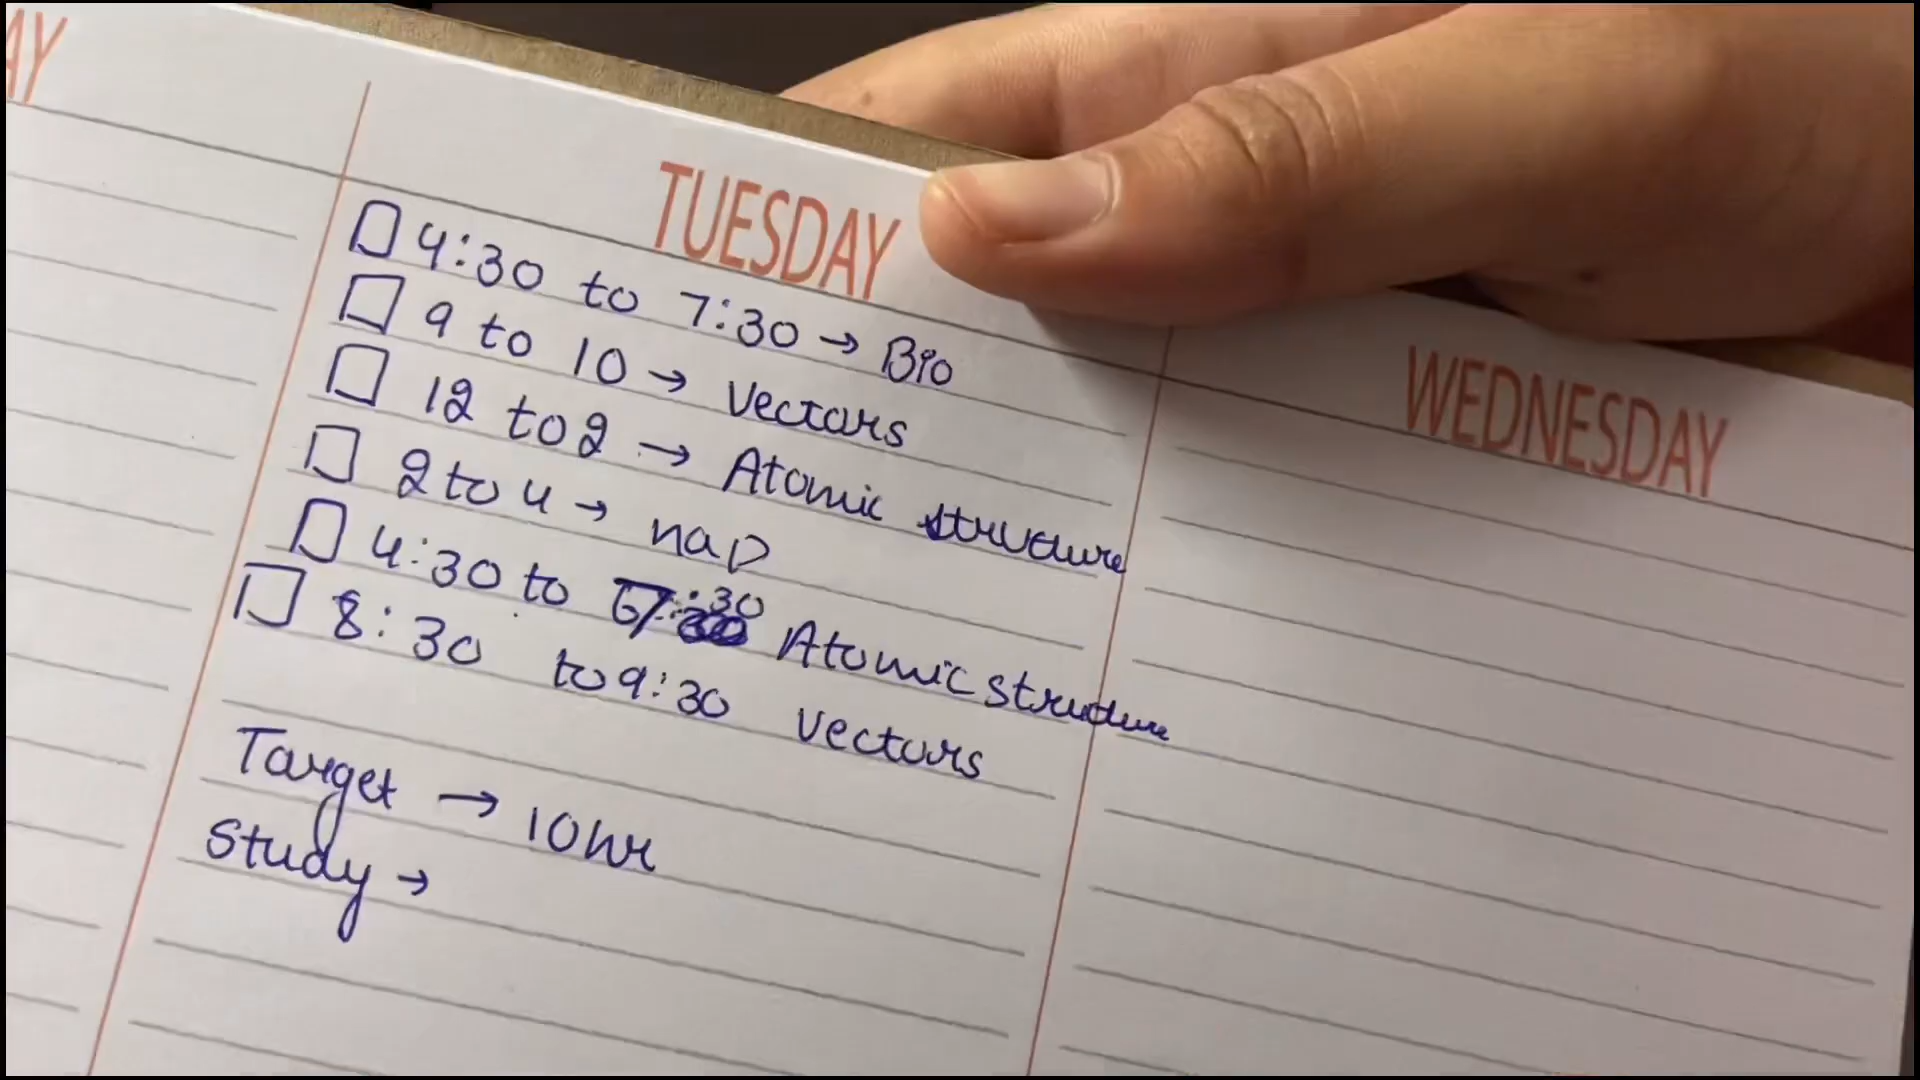 AY
TUESDAY
4:30 to 7:30 → Bio
9 to 10 → Vectors
12 to 2 → Atomic structure
2 to 4 → nap
4:30 to 7:30 Atomic structure
8:30 to 9:30 Vectors
Target → 10hr
Study →
WEDNESDAY